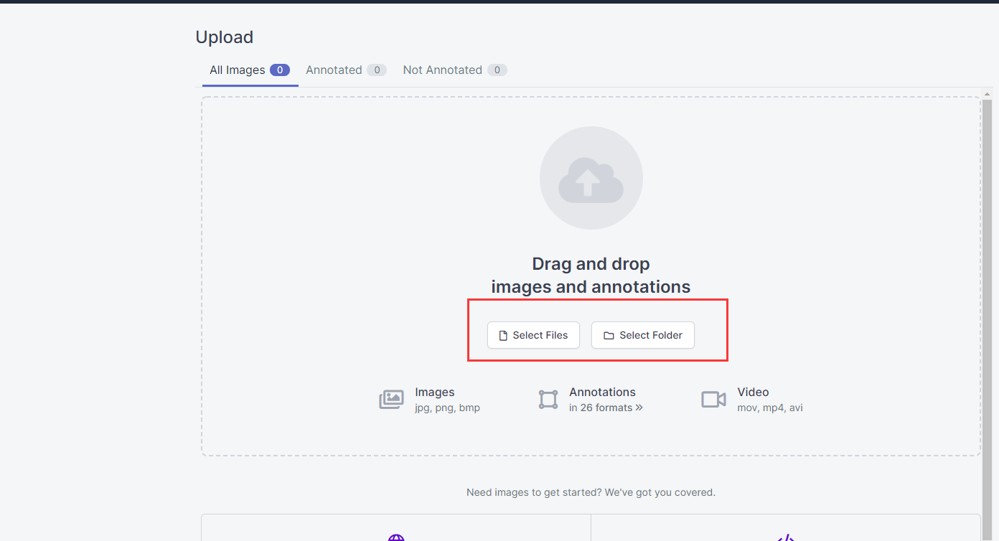 Upload
All Images 0 Annotated 0 Not Annotated 0
Drag and drop
images and annotations
Select Files Select Folder
Images
jpg, png, bmp
Annotations
in 26 formats »
Video
mov, mp4, avi
Need images to get started? We've got you covered.